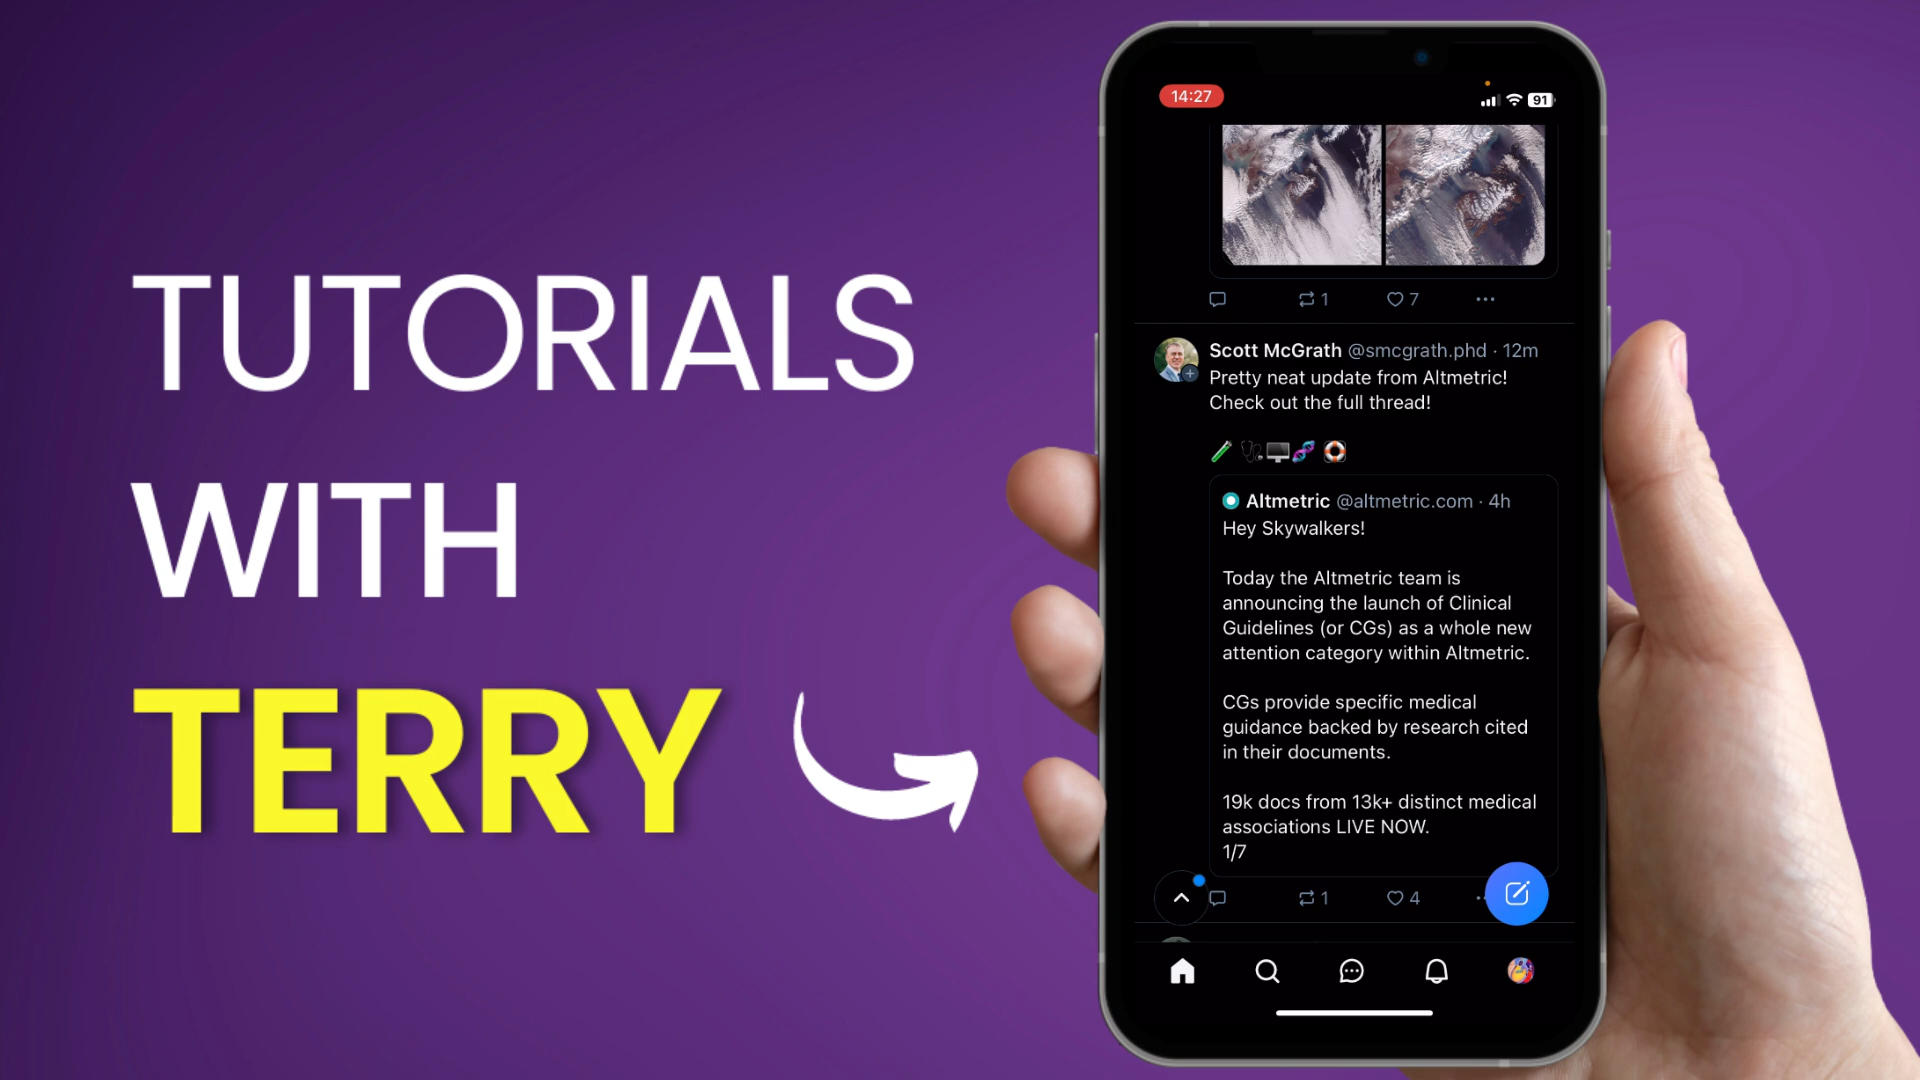 TUTORIALS
WITH
TERRY
14:27
91
1
7
Scott McGrath @smcgrath.phd · 12m
Pretty neat update from Altmetric!
Check out the full thread!
Altmetric @altmetric.com · 4h
Hey Skywalkers!
Today the Altmetric team is
announcing the launch of Clinical
Guidelines (or CGs) as a whole new
attention category within Altmetric.
CGs provide specific medical
guidance backed by research cited
in their documents.
19k docs from 13k+ distinct medical
associations LIVE NOW.
1/7
1
4